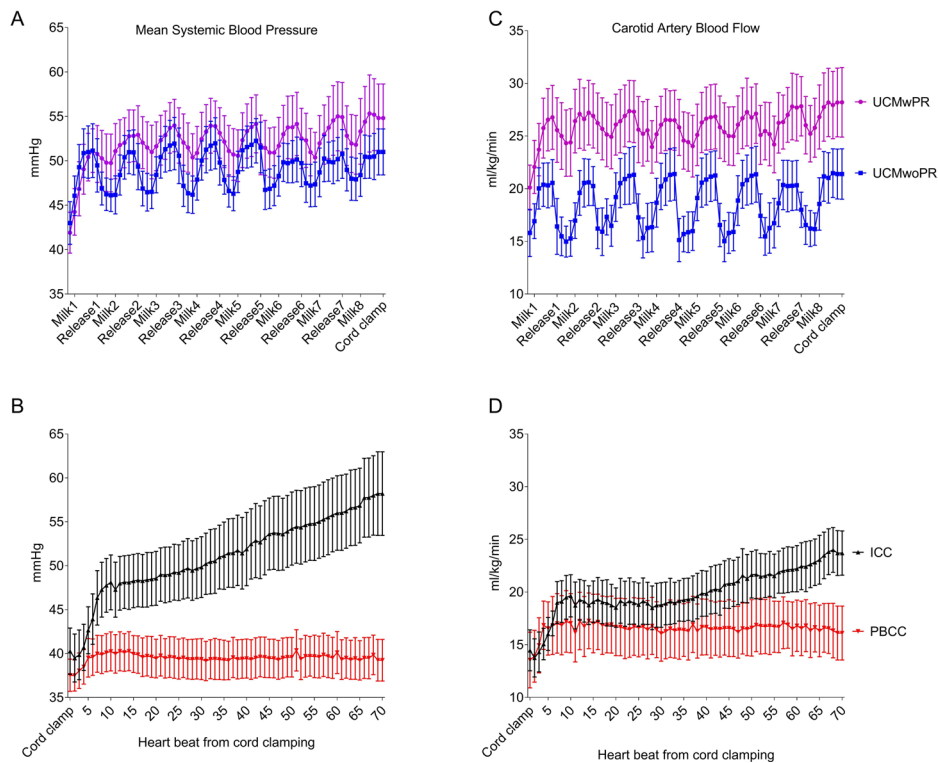 A
Mean Systemic Blood Pressure
65
60
55
50
45
40
35
mmHg
Milk1
Release1
Milk2
Release2
Milk3
Release3
Milk4
Release4
Milk5
Release5
Milk6
Release6
Milk7
Release7
Milk8
Cord clamp
C
Carotid Artery Blood Flow
35
30
25
20
15
10
ml/kg/min
Milk1
Release1
Milk2
Release2
Milk3
Release3
Milk4
Release4
Milk5
Release5
Milk6
Release6
Milk7
Release7
Milk8
Cord clamp
UCMwPR
UCMwoPR
B
65
60
55
50
45
40
35
mmHg
Cord clamp
5
10
15
20
25
30
35
40
45
50
55
60
65
70
Heart beat from cord clamping
D
35
30
25
20
15
10
ml/kg/min
Cord clamp
5
10
15
20
25
30
35
40
45
50
55
60
65
70
Heart beat from cord clamping
ICC
PBCC